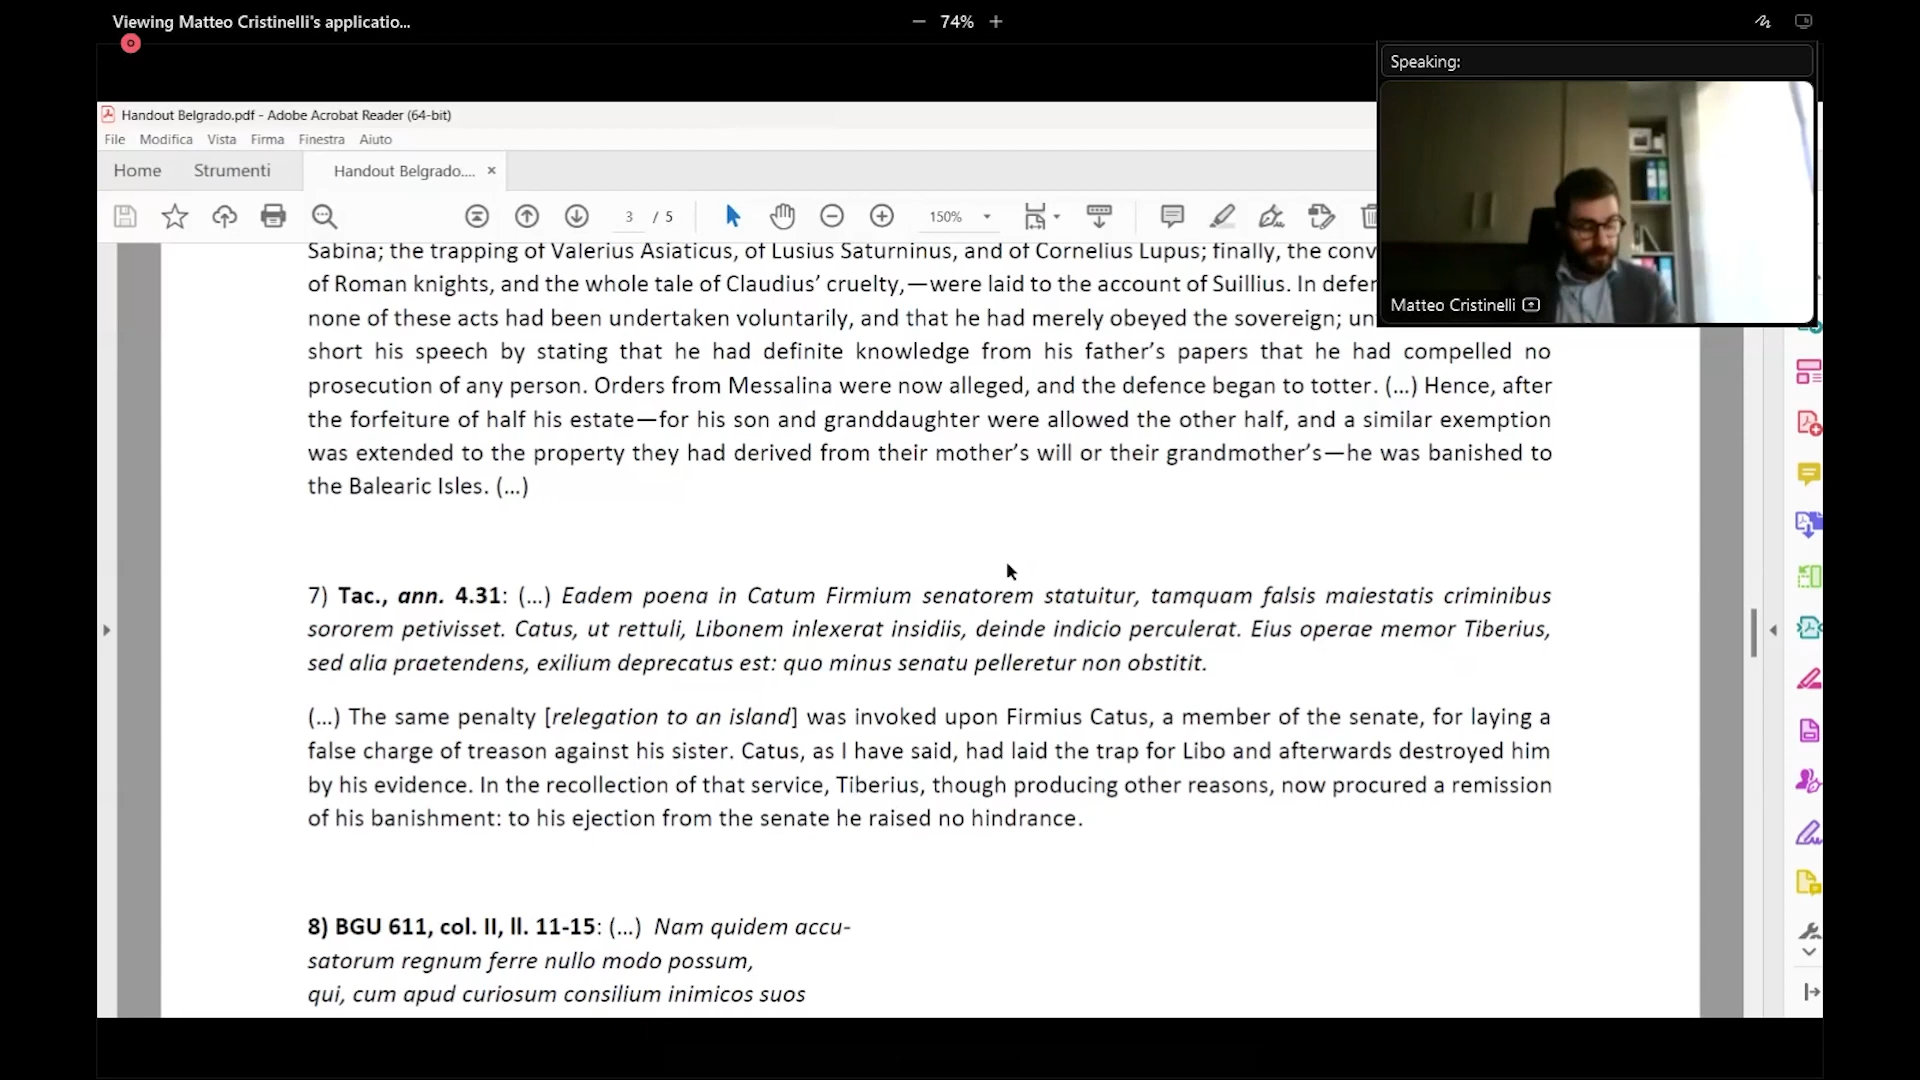 Viewing Matteo Cristinelli's applicatio...
74%
Speaking:
Matteo Cristinelli
Handout Belgrado.pdf - Adobe Acrobat Reader (64-bit)
File Modifica Vista Firma Finestra Aiuto
Home Strumenti Handout Belgrado.... ×
3 / 5 150%
Sabina; the trapping of Valerius Asiaticus, of Lusius Saturninus, and of Cornelius Lupus; finally, the conv
of Roman knights, and the whole tale of Claudius’ cruelty,—were laid to the account of Suillius. In defen
none of these acts had been undertaken voluntarily, and that he had merely obeyed the sovereign; un
short his speech by stating that he had definite knowledge from his father’s papers that he had compelled no
prosecution of any person. Orders from Messalina were now alleged, and the defence began to totter. (…) Hence, after
the forfeiture of half his estate—for his son and granddaughter were allowed the other half, and a similar exemption
was extended to the property they had derived from their mother’s will or their grandmother’s—he was banished to
the Balearic Isles. (…)
7) Tac., ann. 4.31: (…) Eadem poena in Catum Firmium senatorem statuitur, tamquam falsis maiestatis criminibus
sororem petivisset. Catus, ut rettuli, Libonem inlexerat insidiis, deinde indicio perculerat. Eius operae memor Tiberius,
sed alia praetendens, exilium deprecatus est: quo minus senatu pelleretur non obstitit.
(…) The same penalty [relegation to an island] was invoked upon Firmius Catus, a member of the senate, for laying a
false charge of treason against his sister. Catus, as I have said, had laid the trap for Libo and afterwards destroyed him
by his evidence. In the recollection of that service, Tiberius, though producing other reasons, now procured a remission
of his banishment: to his ejection from the senate he raised no hindrance.
8) BGU 611, col. II, ll. 11-15: (…) Nam quidem accu-
satorum regnum ferre nullo modo possum,
qui, cum apud curiosum consilium inimicos suos